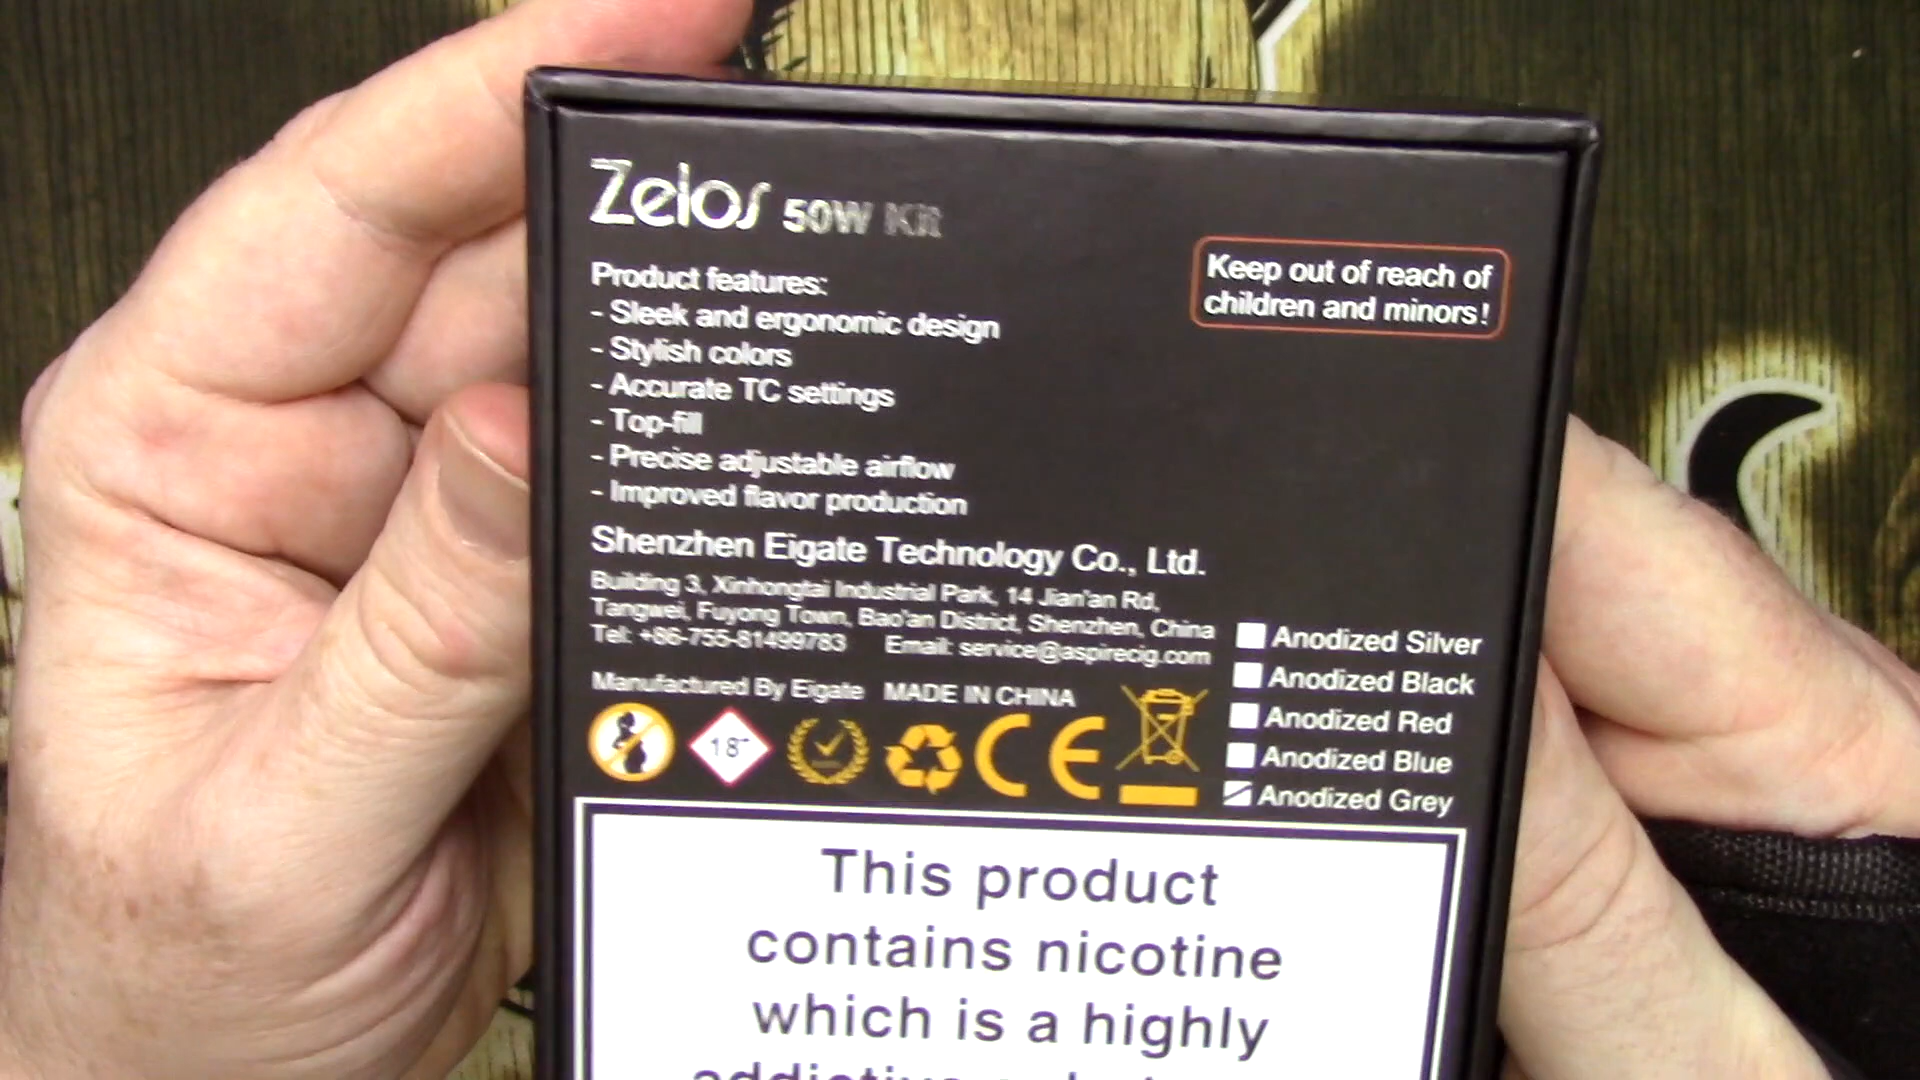 Zelos 50W Kit
Keep out of reach of
children and minors!
Product features:
- Sleek and ergonomic design
- Stylish colors
- Accurate TC settings
- Top-fill
- Precise adjustable airflow
- Improved flavor production
Shenzhen Eigate Technology Co., Ltd.
Building 3, Xinhongtai Industrial Park, 14 Jian'an Rd,
Tangwei, Fuyong Town, Bao'an District, Shenzhen, China
Tel: +86-755-81499783 Email: service@aspirecig.com
Manufactured By Eigate MADE IN CHINA
Anodized Silver
Anodized Black
Anodized Red
Anodized Blue
Anodized Grey
18+
CE
This product
contains nicotine
which is a highly